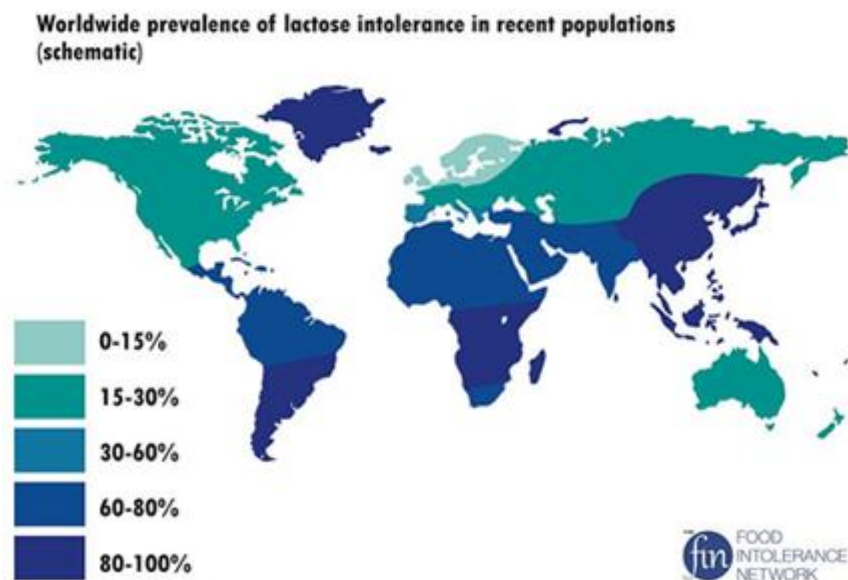 Worldwide prevalence of lactose intolerance in recent populations
(schematic)
0-15%
15-30%
30-60%
60-80%
80-100%
fin
FOOD
INTOLERANCE
NETWORK